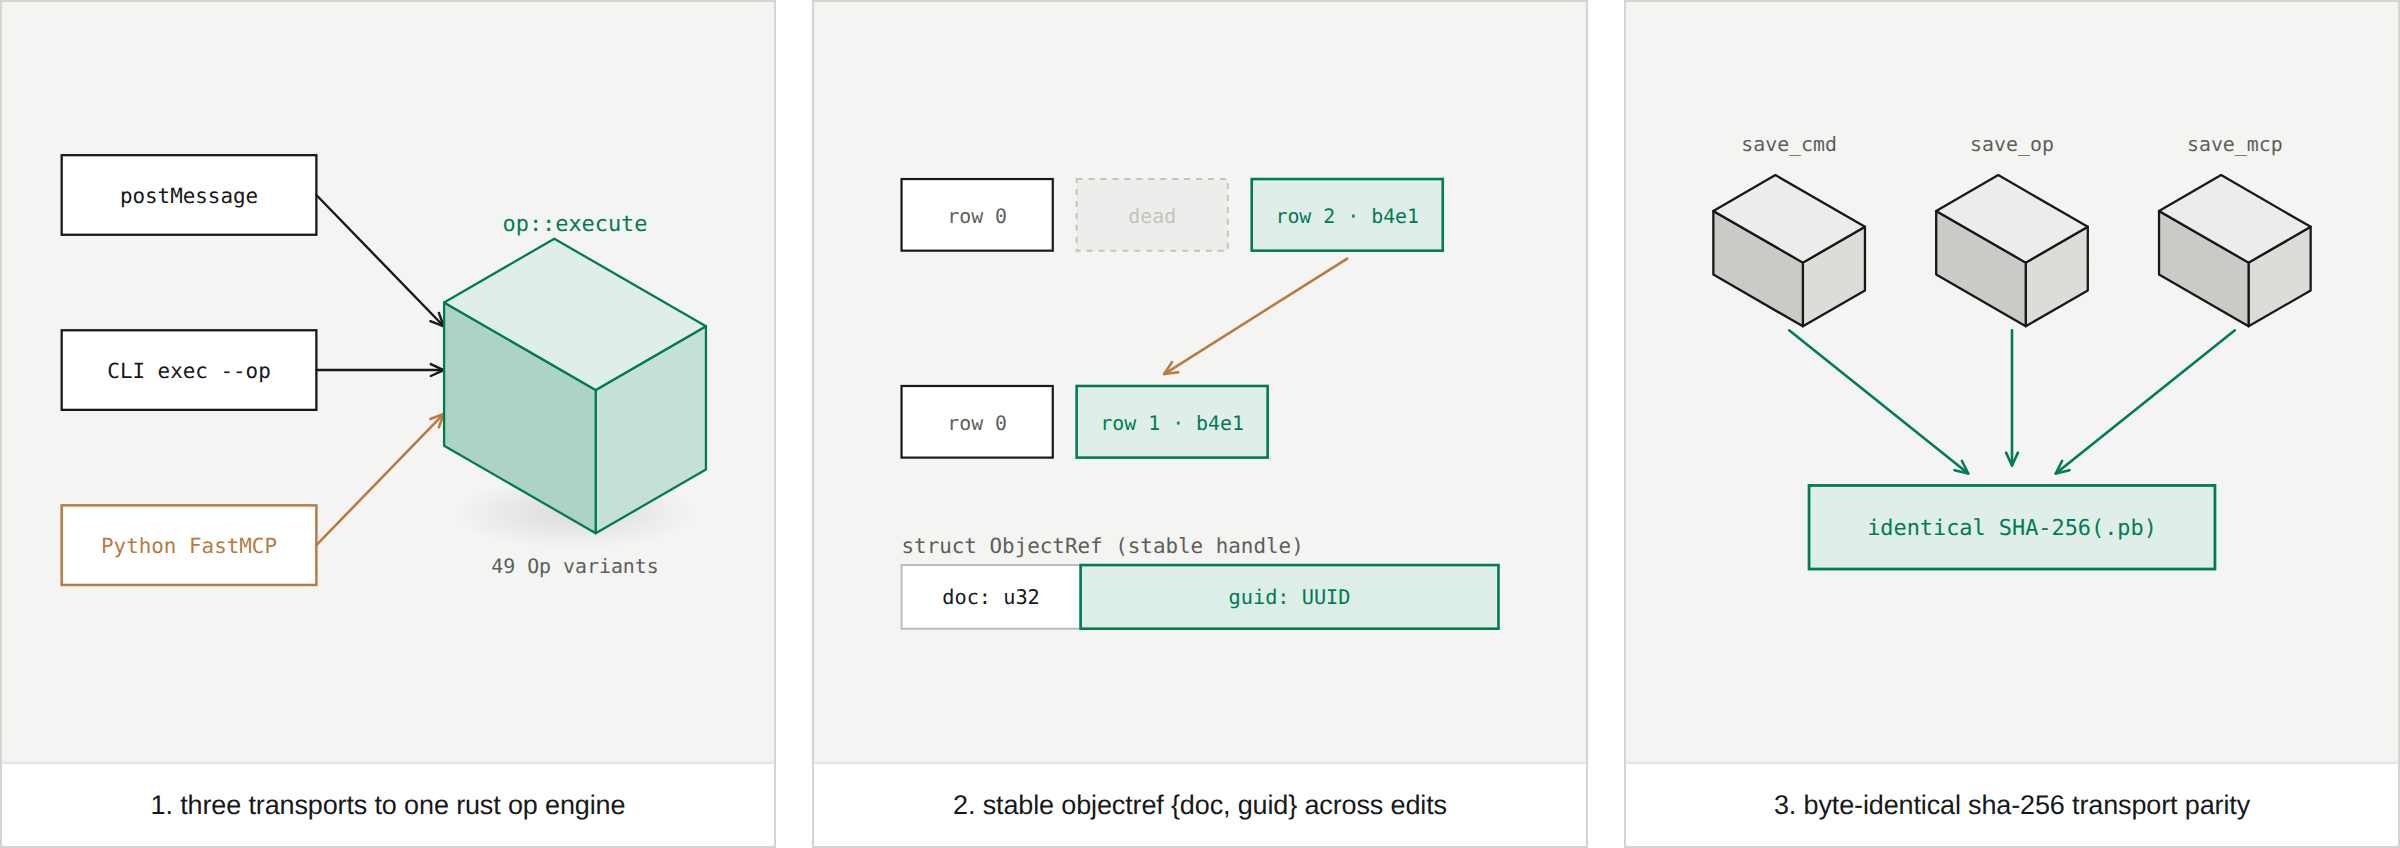 postMessage
CLI exec --op
Python FastMCP
op::execute
49 Op variants
1. three transports to one rust op engine
row 0
dead
row 2 · b4e1
row 0
row 1 · b4e1
struct ObjectRef (stable handle)
doc: u32
guid: UUID
2. stable objectref {doc, guid} across edits
save_cmd
save_op
save_mcp
identical SHA-256(.pb)
3. byte-identical sha-256 transport parity